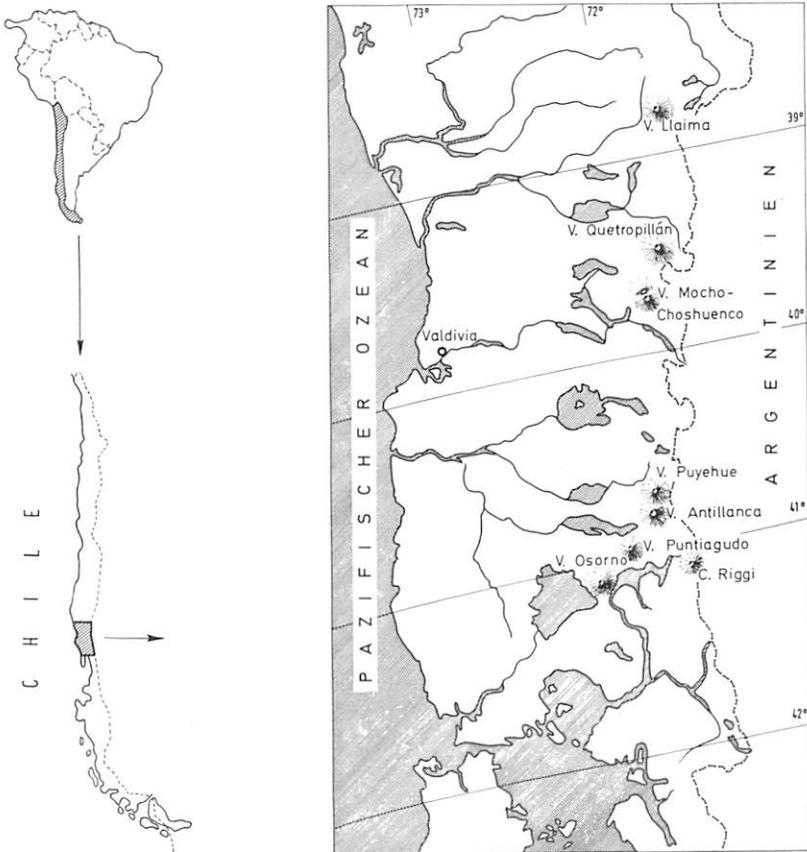 73°
72°
V. Llaima
39°
V. Quetropillán
V. Mocho-
Choshuenco
40°
Valdivia
PAZIFISCHER OZEAN
ARGENTINIEN
CHILE
V. Puyehue
V. Antillanca
41°
V. Puntiagudo
V. Osorno
C. Riggi
42°